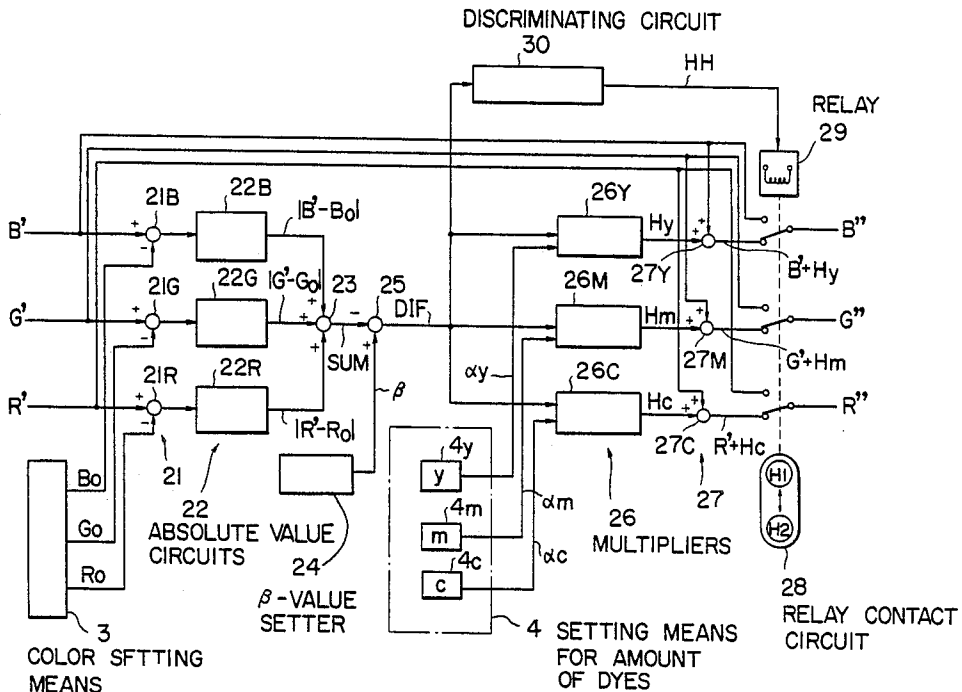 DISCRIMINATING CIRCUIT
30
HH
RELAY
29
21B
22B
|B'-Bo|
26Y
Hy
27Y
B'
B"
B'+Hy
21G
22G
|G'-Go|
23
25
DIF
26M
Hm
27M
G'
G"
G'+Hm
SUM
21R
22R
αy
β
26C
Hc
27C
R'
R"
R'+Hc
|R'-Ro|
21
22
ABSOLUTE VALUE
CIRCUITS
24
β-VALUE
SETTER
Bo
Go
Ro
3
COLOR SFTTING
MEANS
4y
y
4m
m
4c
c
αm
αc
26
MULTIPLIERS
27
H1
H2
28
RELAY CONTACT
CIRCUIT
4
SETTING MEANS
FOR AMOUNT
OF DYES
+
-
+
-
+
-
+
+
+
-
+
+
+
+
+
+
+